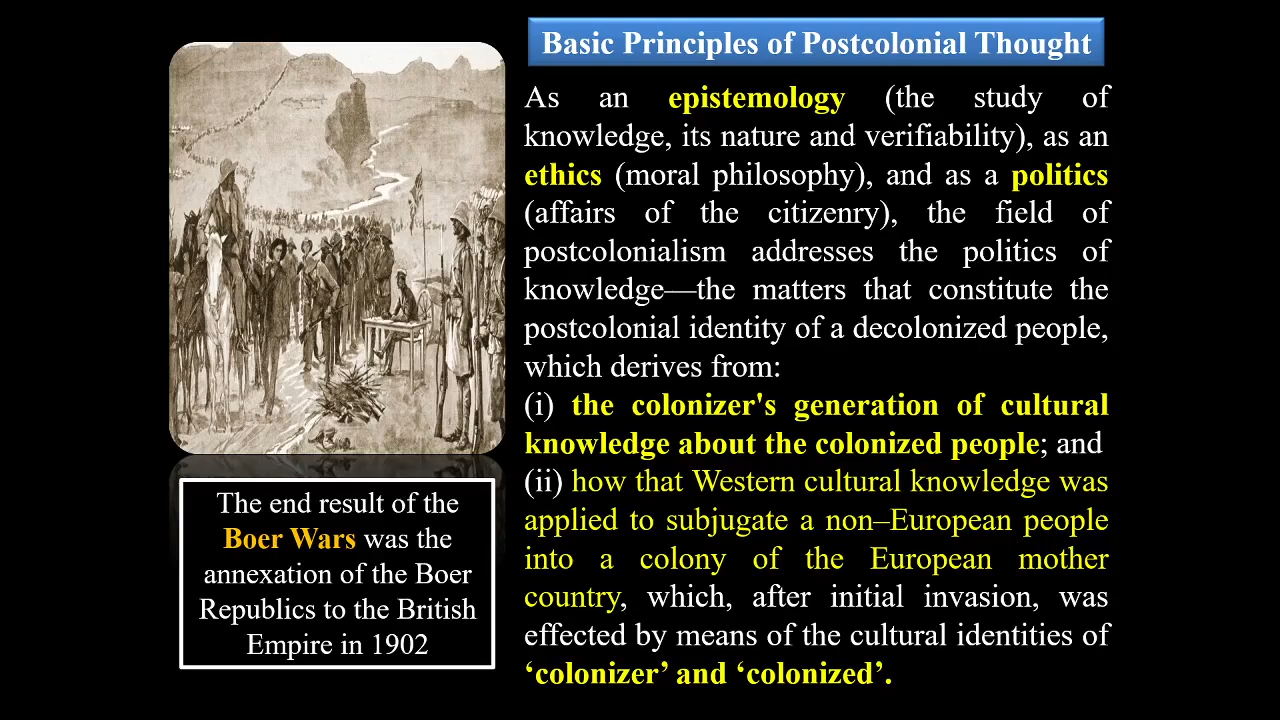 Basic Principles of Postcolonial Thought
As an epistemology (the study of
knowledge, its nature and verifiability), as an
ethics (moral philosophy), and as a politics
(affairs of the citizenry), the field of
postcolonialism addresses the politics of
knowledge—the matters that constitute the
postcolonial identity of a decolonized people,
which derives from:
(i) the colonizer's generation of cultural
knowledge about the colonized people; and
(ii) how that Western cultural knowledge was
applied to subjugate a non–European people
into a colony of the European mother
country, which, after initial invasion, was
effected by means of the cultural identities of
‘colonizer’ and ‘colonized’.
The end result of the
Boer Wars was the
annexation of the Boer
Republics to the British
Empire in 1902